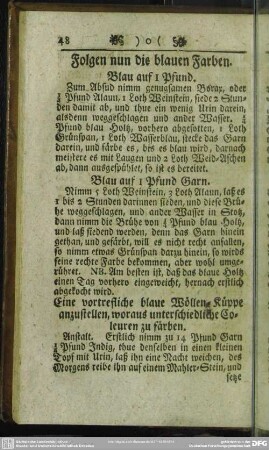 48 )o(
Folgen nun die blauen Farben.
Blau auf 1 Pfund.
Zum Absud nimm genugsamen Boray, oder
¼ Pfund Alaun, 1 Loth Weinstein, siede 2 Stun-
den damit ab, und thue ein wenig Urin darein,
alsdenn weggeschlagen und ander Wasser. ¼
Pfund blau Holtz, vorhero abgesotten, 1 Loth
Grünspan, 1 Loth Wasserblau, stecke das Garn
darein, und färbe es, bis es blau wird, darnach
meistere es mit Laugen und 2 Loth Weid-Aschen
ab, dann ausgespühlet, so ist es bereitet.
Blau auf 1 Pfund Garn.
Nimm 5 Loth Weinstein, 7 Loth Alaun, laß es
1 bis 2 Stunden darinnen sieden, und diese Brü-
he weggeschlagen, und ander Wasser in Stotz,
dann nimm die Brühe von ¼ Pfund blau Holtz,
und laß siedend werden, denn das Garn hinein
gethan, und gefärbt, will es nicht recht anfallen,
so nimm etwas Grünspan darzu hinein, so wirds
seine rechte Farbe bekommen, aber wohl umge-
rühret. NB. Am besten ist, daß das blaue Holtz
einen Tag vorhero eingeweicht, hernach erstlich
abgekocht wird.
Eine vortrefliche blaue Wöllen-Küppe
anzustellen, woraus unterschiedliche Co-
leuren zu färben.
Anstalt. Erstlich nimm zu 14 Pfund Garn
¼ Pfund Indig, thue denselben in einen kleinen
Topf mit Urin, laß ihn eine Nacht weichen, des
Morgens reibe ihn auf einem Mahler-Stein, und
setze